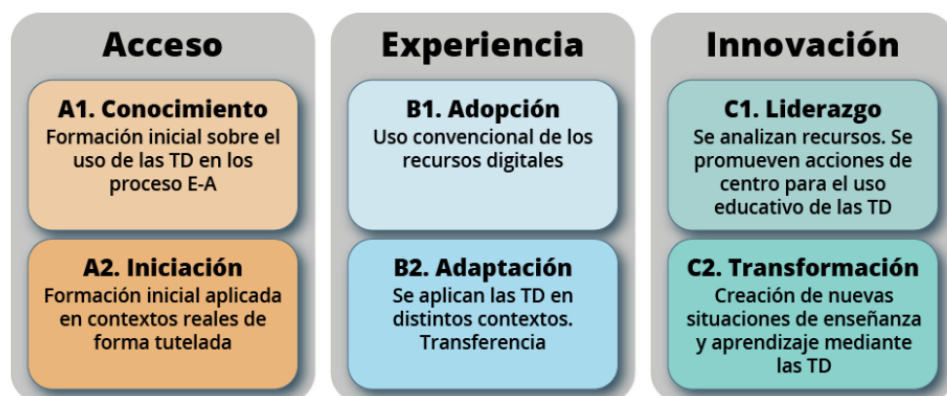 Acceso
A1. Conocimiento
Formación inicial sobre el
uso de las TD en los
proceso E-A
A2. Iniciación
Formación inicial aplicada
en contextos reales de
forma tutelada
Experiencia
B1. Adopción
Uso convencional de los
recursos digitales
B2. Adaptación
Se aplican las TD en
distintos contextos.
Transferencia
Innovación
C1. Liderazgo
Se analizan recursos. Se
promueven acciones de
centro para el uso
educativo de las TD
C2. Transformación
Creación de nuevas
situaciones de enseñanza
y aprendizaje mediante
las TD